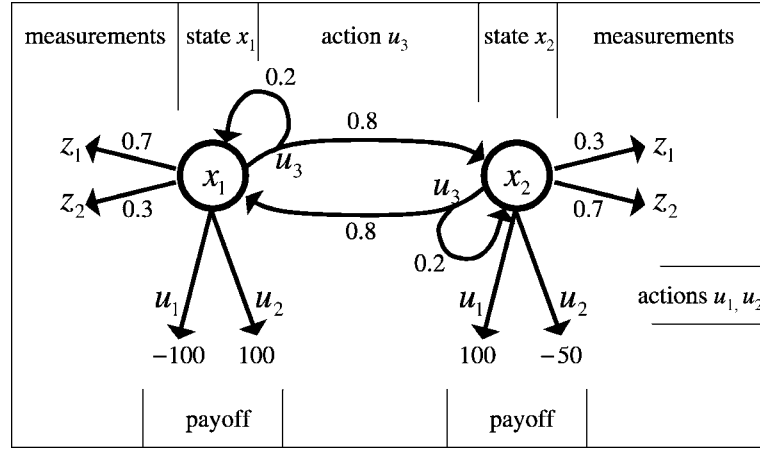 measurements state x₁ action u₃ state x₂ measurements
0.2
z₁ 0.7 0.8 0.3 z₁
u₃
x₁ u₃ x₂
z₂ 0.3 0.8 0.7 z₂
0.2
u₁ u₂ u₁ u₂ actions u₁, u₂
−100 100 100 −50
payoff payoff